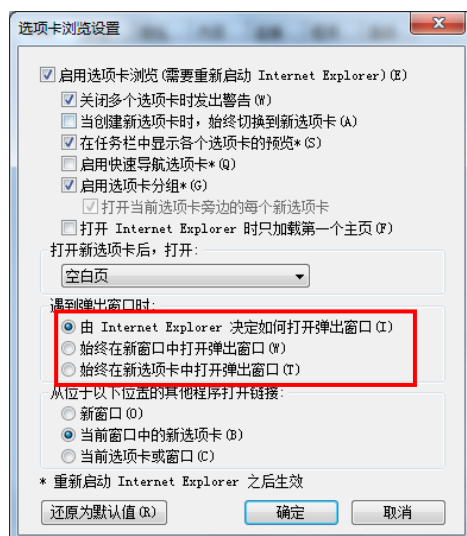 选项卡浏览设置
启用选项卡浏览(需要重新启动 Internet Explorer)(E)
关闭多个选项卡时发出警告(W)
当创建新选项卡时，始终切换到新选项卡(A)
在任务栏中显示各个选项卡的预览*(S)
启用快速导航选项卡*(Q)
启用选项卡分组*(G)
打开当前选项卡旁边的每个新选项卡
打开 Internet Explorer 时只加载第一个主页(F)
打开新选项卡后，打开:
空白页
遇到弹出窗口时:
由 Internet Explorer 决定如何打开弹出窗口(I)
始终在新窗口中打开弹出窗口(W)
始终在新选项卡中打开弹出窗口(T)
从位于以下位置的其他程序打开链接:
新窗口(O)
当前窗口中的新选项卡(B)
当前选项卡或窗口(C)
* 重新启动 Internet Explorer 之后生效
还原为默认值(R) 确定 取消